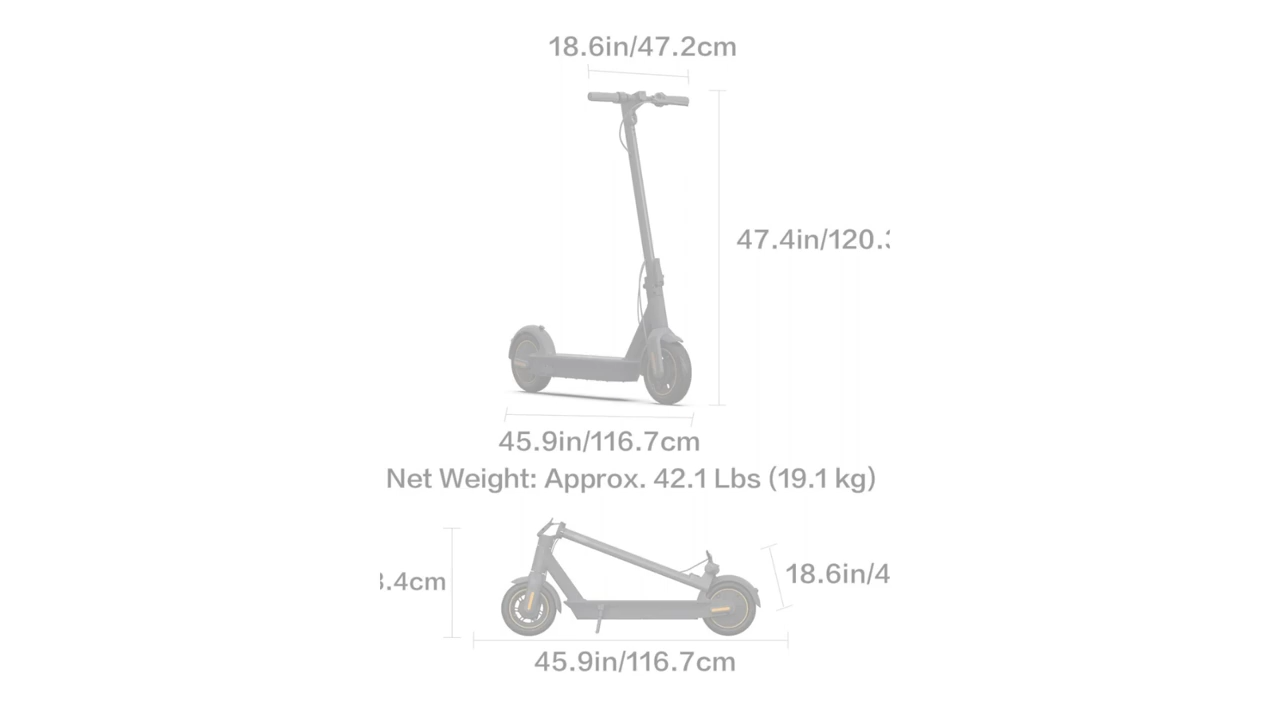 18.6in/47.2cm
47.4in/120.3
45.9in/116.7cm
Net Weight: Approx. 42.1 Lbs (19.1 kg)
.4cm
18.6in/4
45.9in/116.7cm